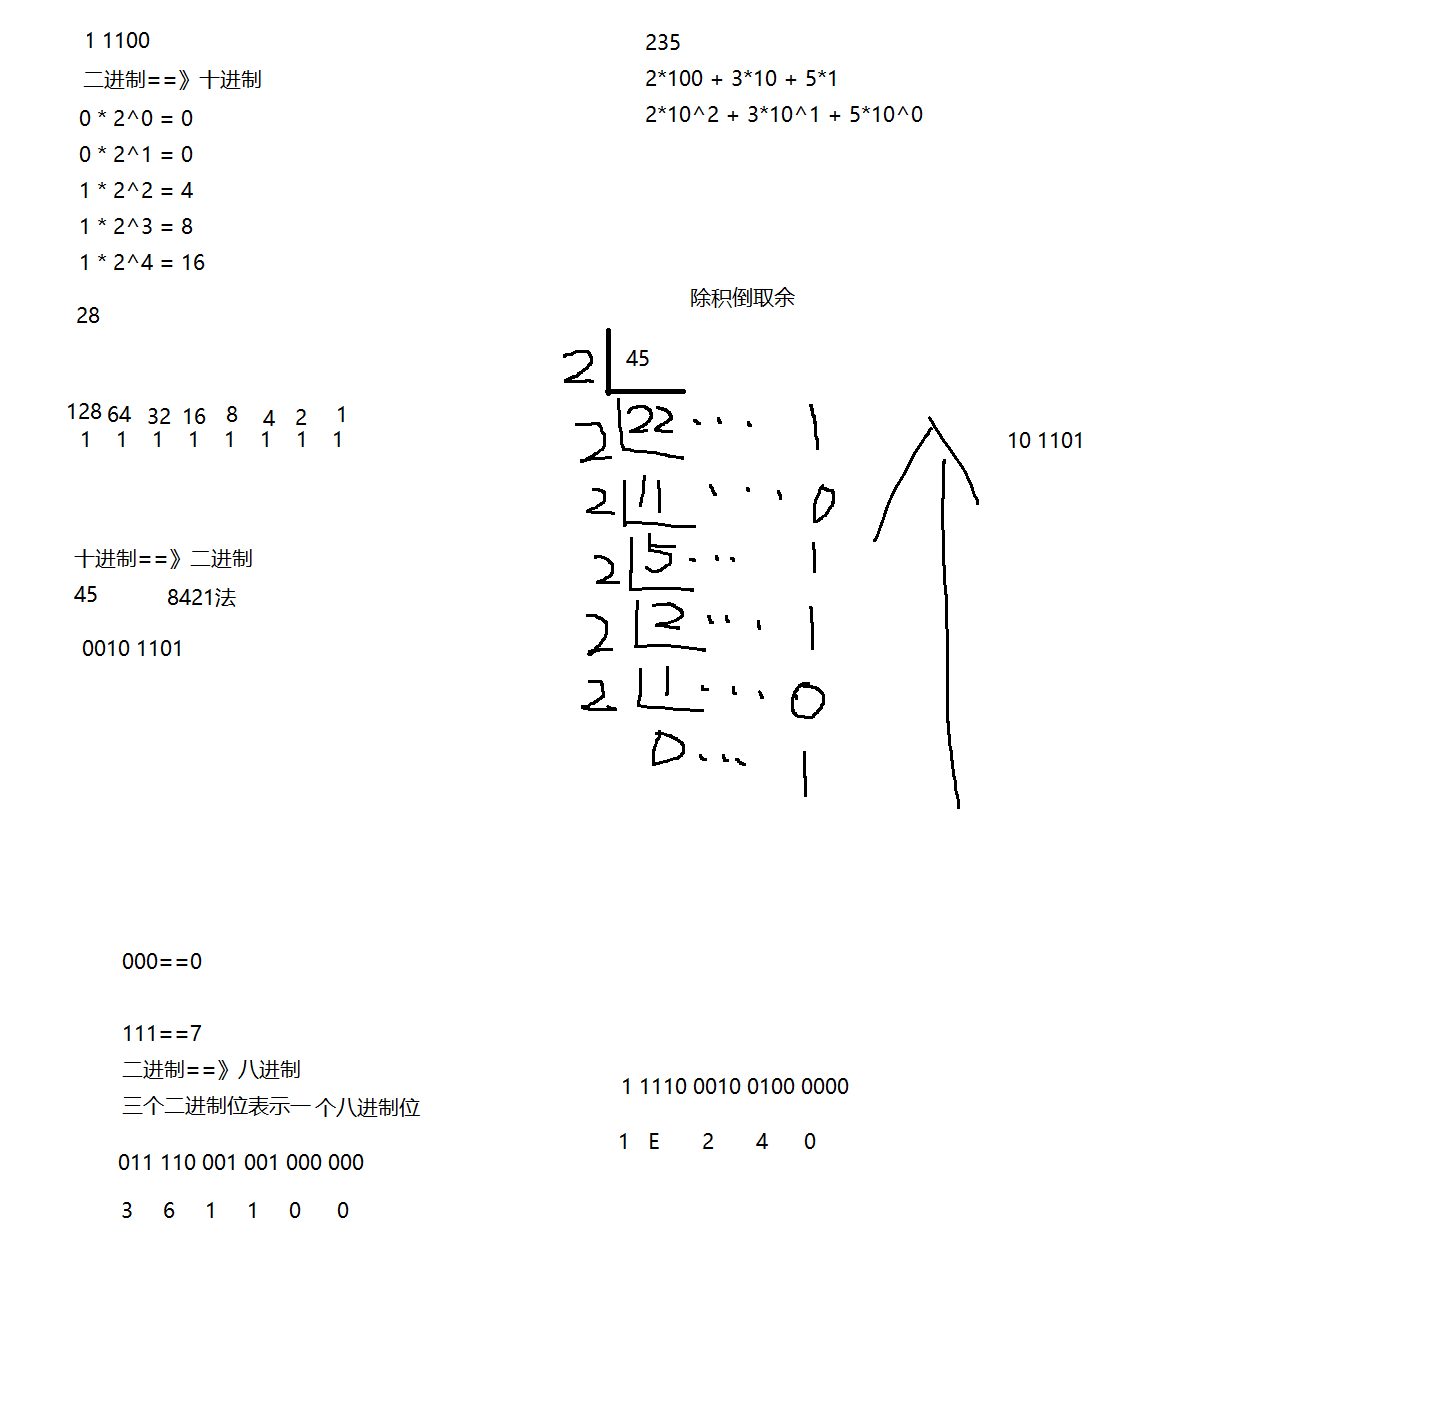 1 1100
二进制==》十进制
0 * 2^0 = 0
0 * 2^1 = 0
1 * 2^2 = 4
1 * 2^3 = 8
1 * 2^4 = 16
28
128 64 32 16 8 4 2 1
1 1 1 1 1 1 1 1
十进制==》二进制
45 8421法
0010 1101
235
2*100 + 3*10 + 5*1
2*10^2 + 3*10^1 + 5*10^0
除积倒取余
2 45
2 22 ... 1
2 11 ... 0
2 5 ... 1
2 2 ... 1
2 1 ... 0
0 ... 1
10 1101
000==0
111==7
二进制==》八进制
三个二进制位表示一个八进制位
011 110 001 001 000 000
3 6 1 1 0 0
1 1110 0010 0100 0000
1 E 2 4 0